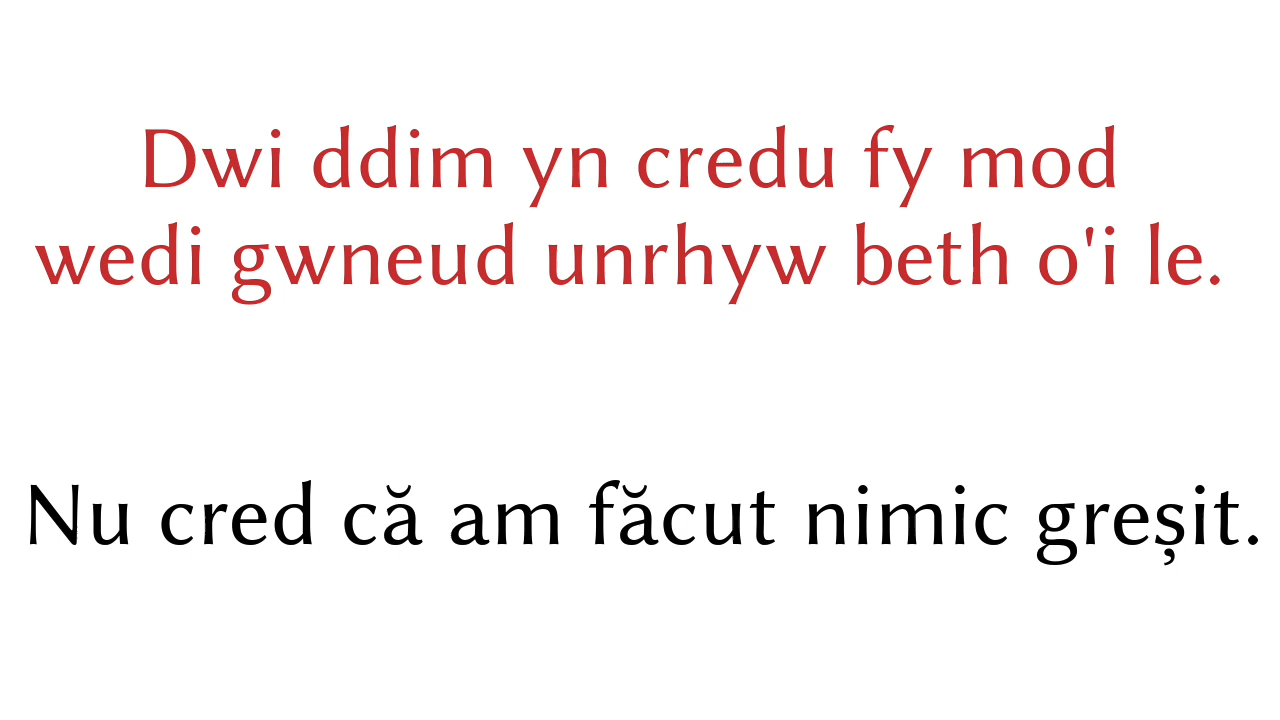 Dwi ddim yn credu fy mod
wedi gwneud unrhyw beth o'i le.
Nu cred că am făcut nimic greșit.